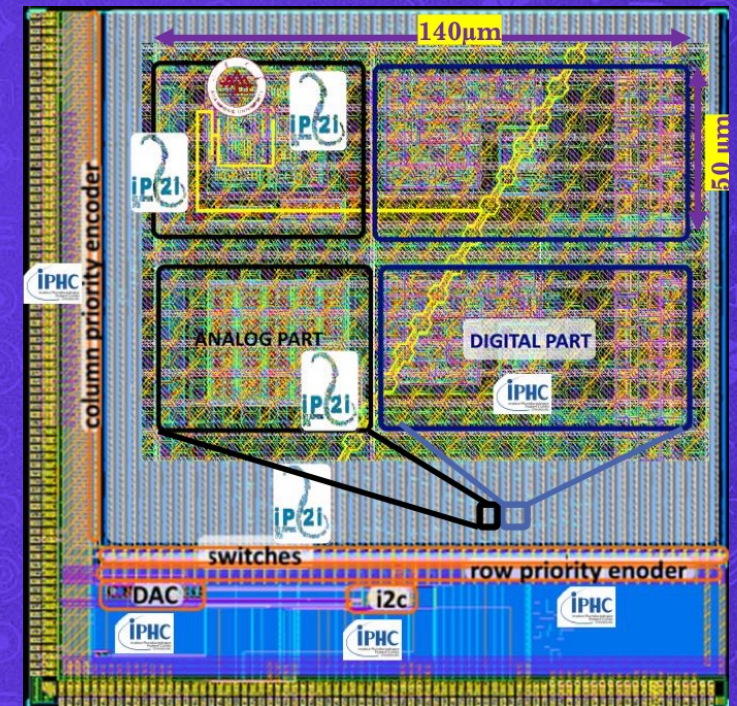 140µm
iP2i
iP2i
50 µm
iPHC
column priority encoder
ANALOG PART
DIGITAL PART
iP2i
iPHC
iP2i
switches
row priority enoder
DAC
i2c
iPHC
iPHC
iPHC